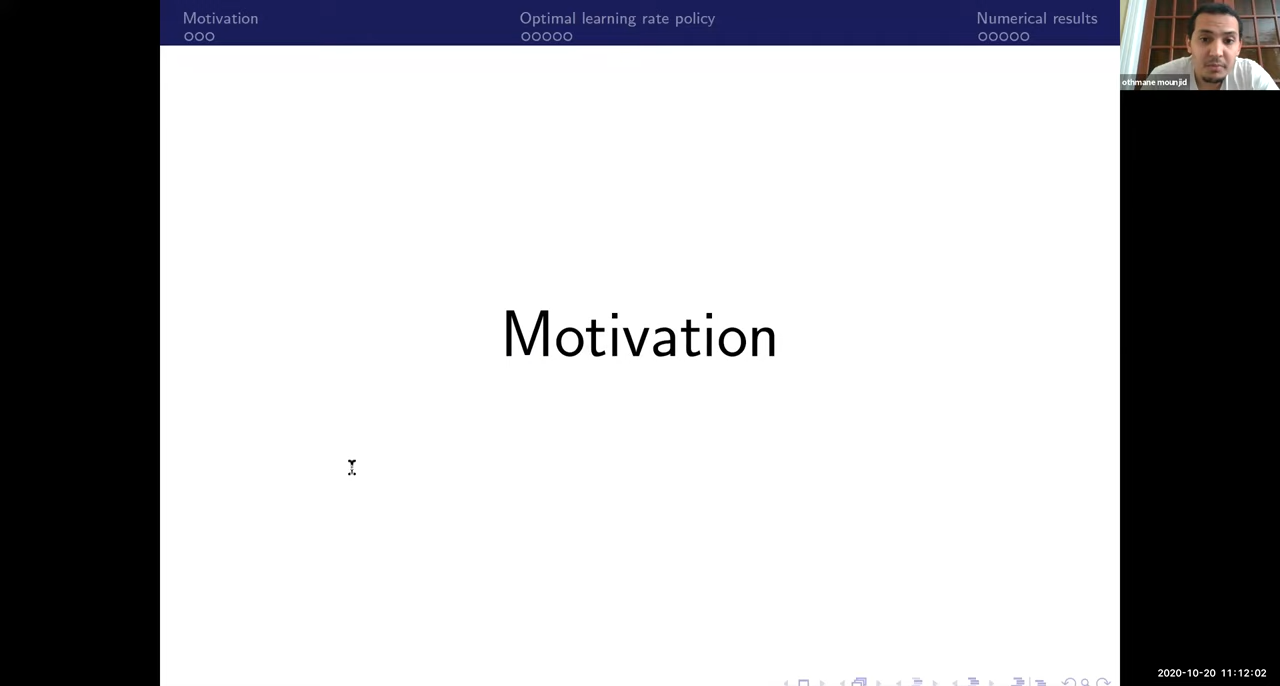 Motivation
Optimal learning rate policy
Numerical results
othmane mounjid
Motivation
2020-10-20 11:12:02